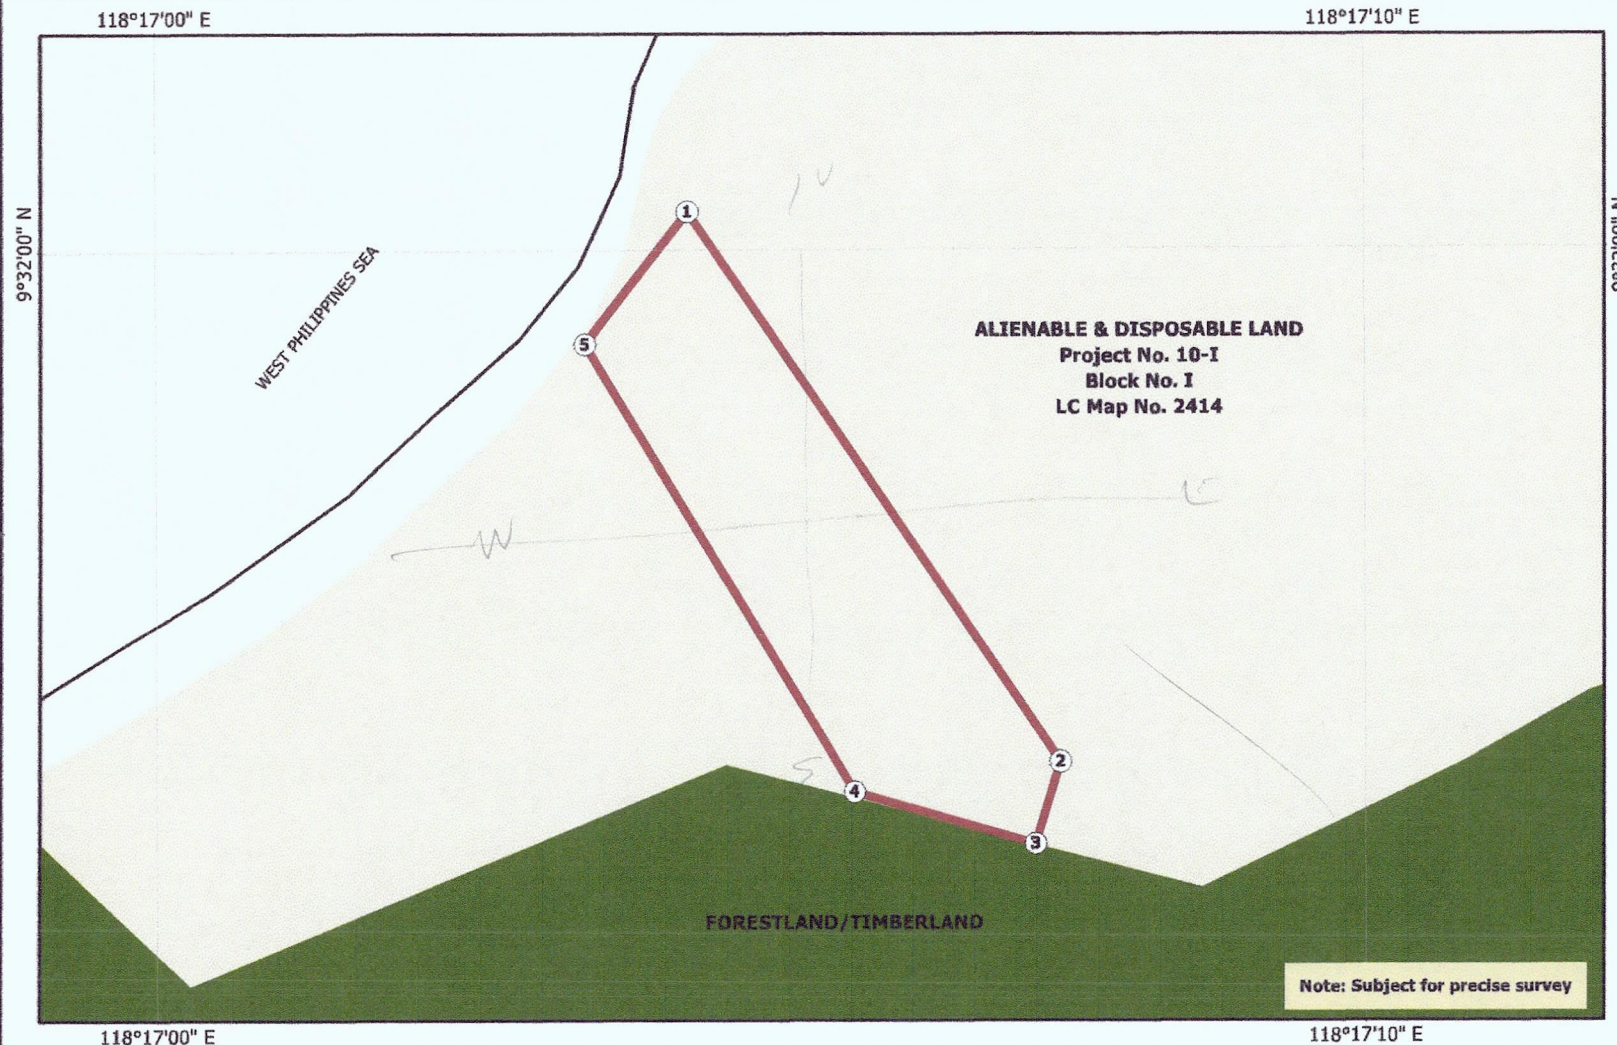 118°17'00" E
118°17'10" E
9°32'00" N
WEST PHILIPPINES SEA
1
5
ALIENABLE & DISPOSABLE LAND
Project No. 10-I
Block No. I
LC Map No. 2414
W
E
2
S
4
3
FORESTLAND/TIMBERLAND
Note: Subject for precise survey
118°17'00" E
118°17'10" E